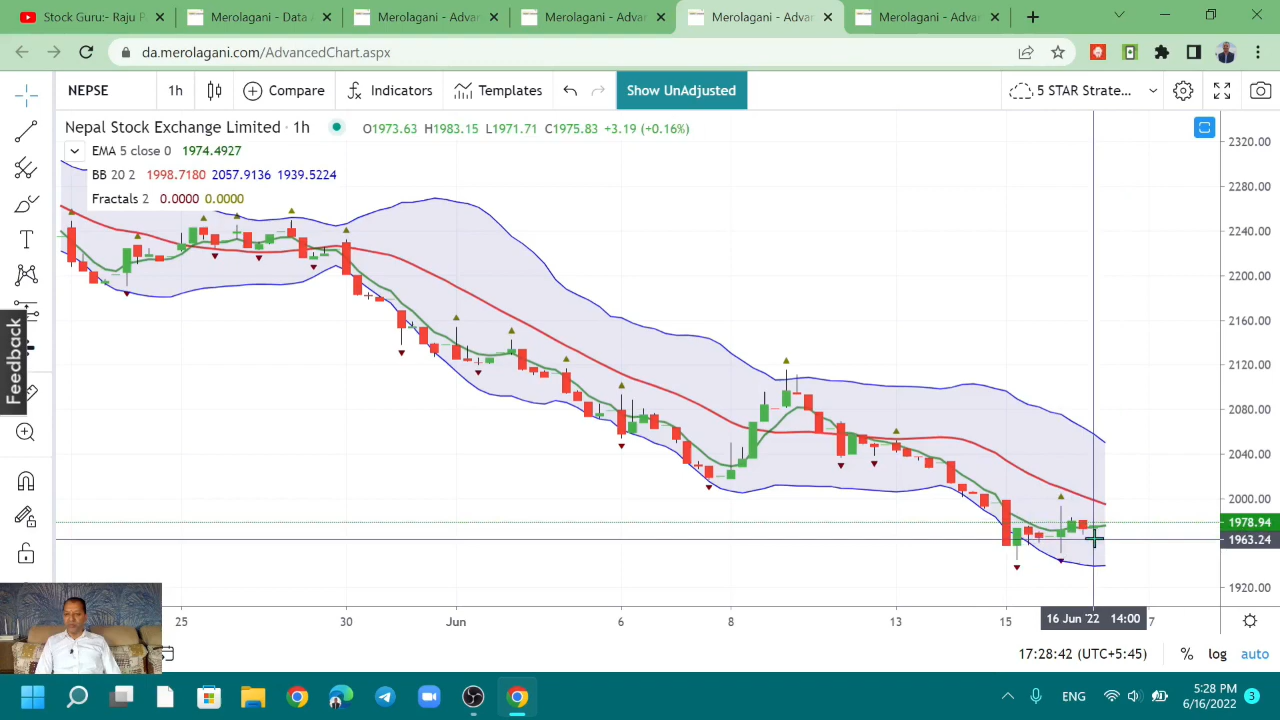 Stock Guru:- Raju P
Merolagani - Data A
Merolagani - Adva
Merolagani - Adva
Merolagani - Adva
Merolagani - Adva
da.merolagani.com/AdvancedChart.aspx
NEPSE 1h Compare Indicators Templates Show UnAdjusted 5 STAR Strate...
Nepal Stock Exchange Limited · 1h O1973.63 H1983.15 L1971.71 C1975.83 +3.19 (+0.16%)
EMA 5 close 0 1974.4927
BB 20 2 1998.7180 2057.9136 1939.5224
Fractals 2 0.0000 0.0000
2320.00
2280.00
2240.00
2200.00
2160.00
2120.00
2080.00
2040.00
2000.00
1978.94
1963.24
1920.00
Feedback
25 30 Jun 6 8 13 15 16 Jun '22 14:00 7
17:28:42 (UTC+5:45) % log auto
ENG
5:28 PM
6/16/2022
3